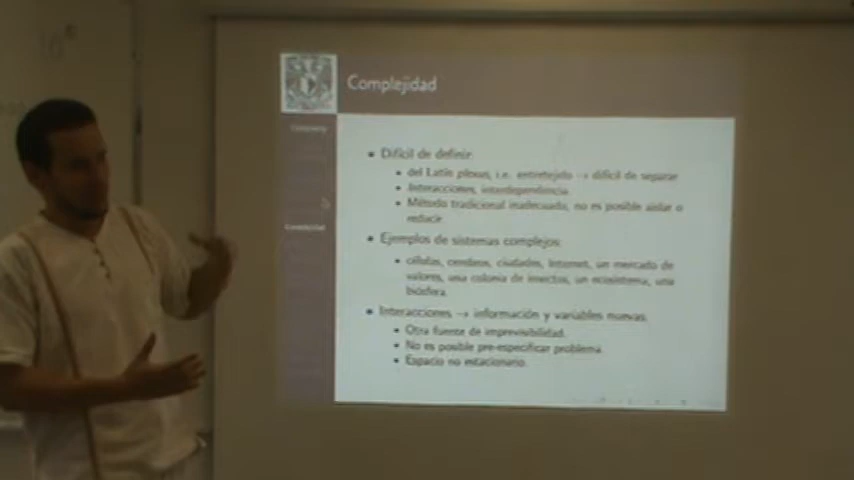 Complejidad
Difícil de definir:
del Latín plexus, i.e. entretejido → difícil de separar
Interacciones, interdependencia.
Método tradicional inadecuado, no es posible aislar o
reducir
Ejemplos de sistemas complejos:
células, cerebros, ciudades, Internet, un mercado de
valores, una colonia de insectos, un ecosistema, una
biósfera.
Interacciones → información y variables nuevas.
Otra fuente de imprevisibilidad.
No es posible pre-especificar problema.
Espacio no estacionario.
Complejidad